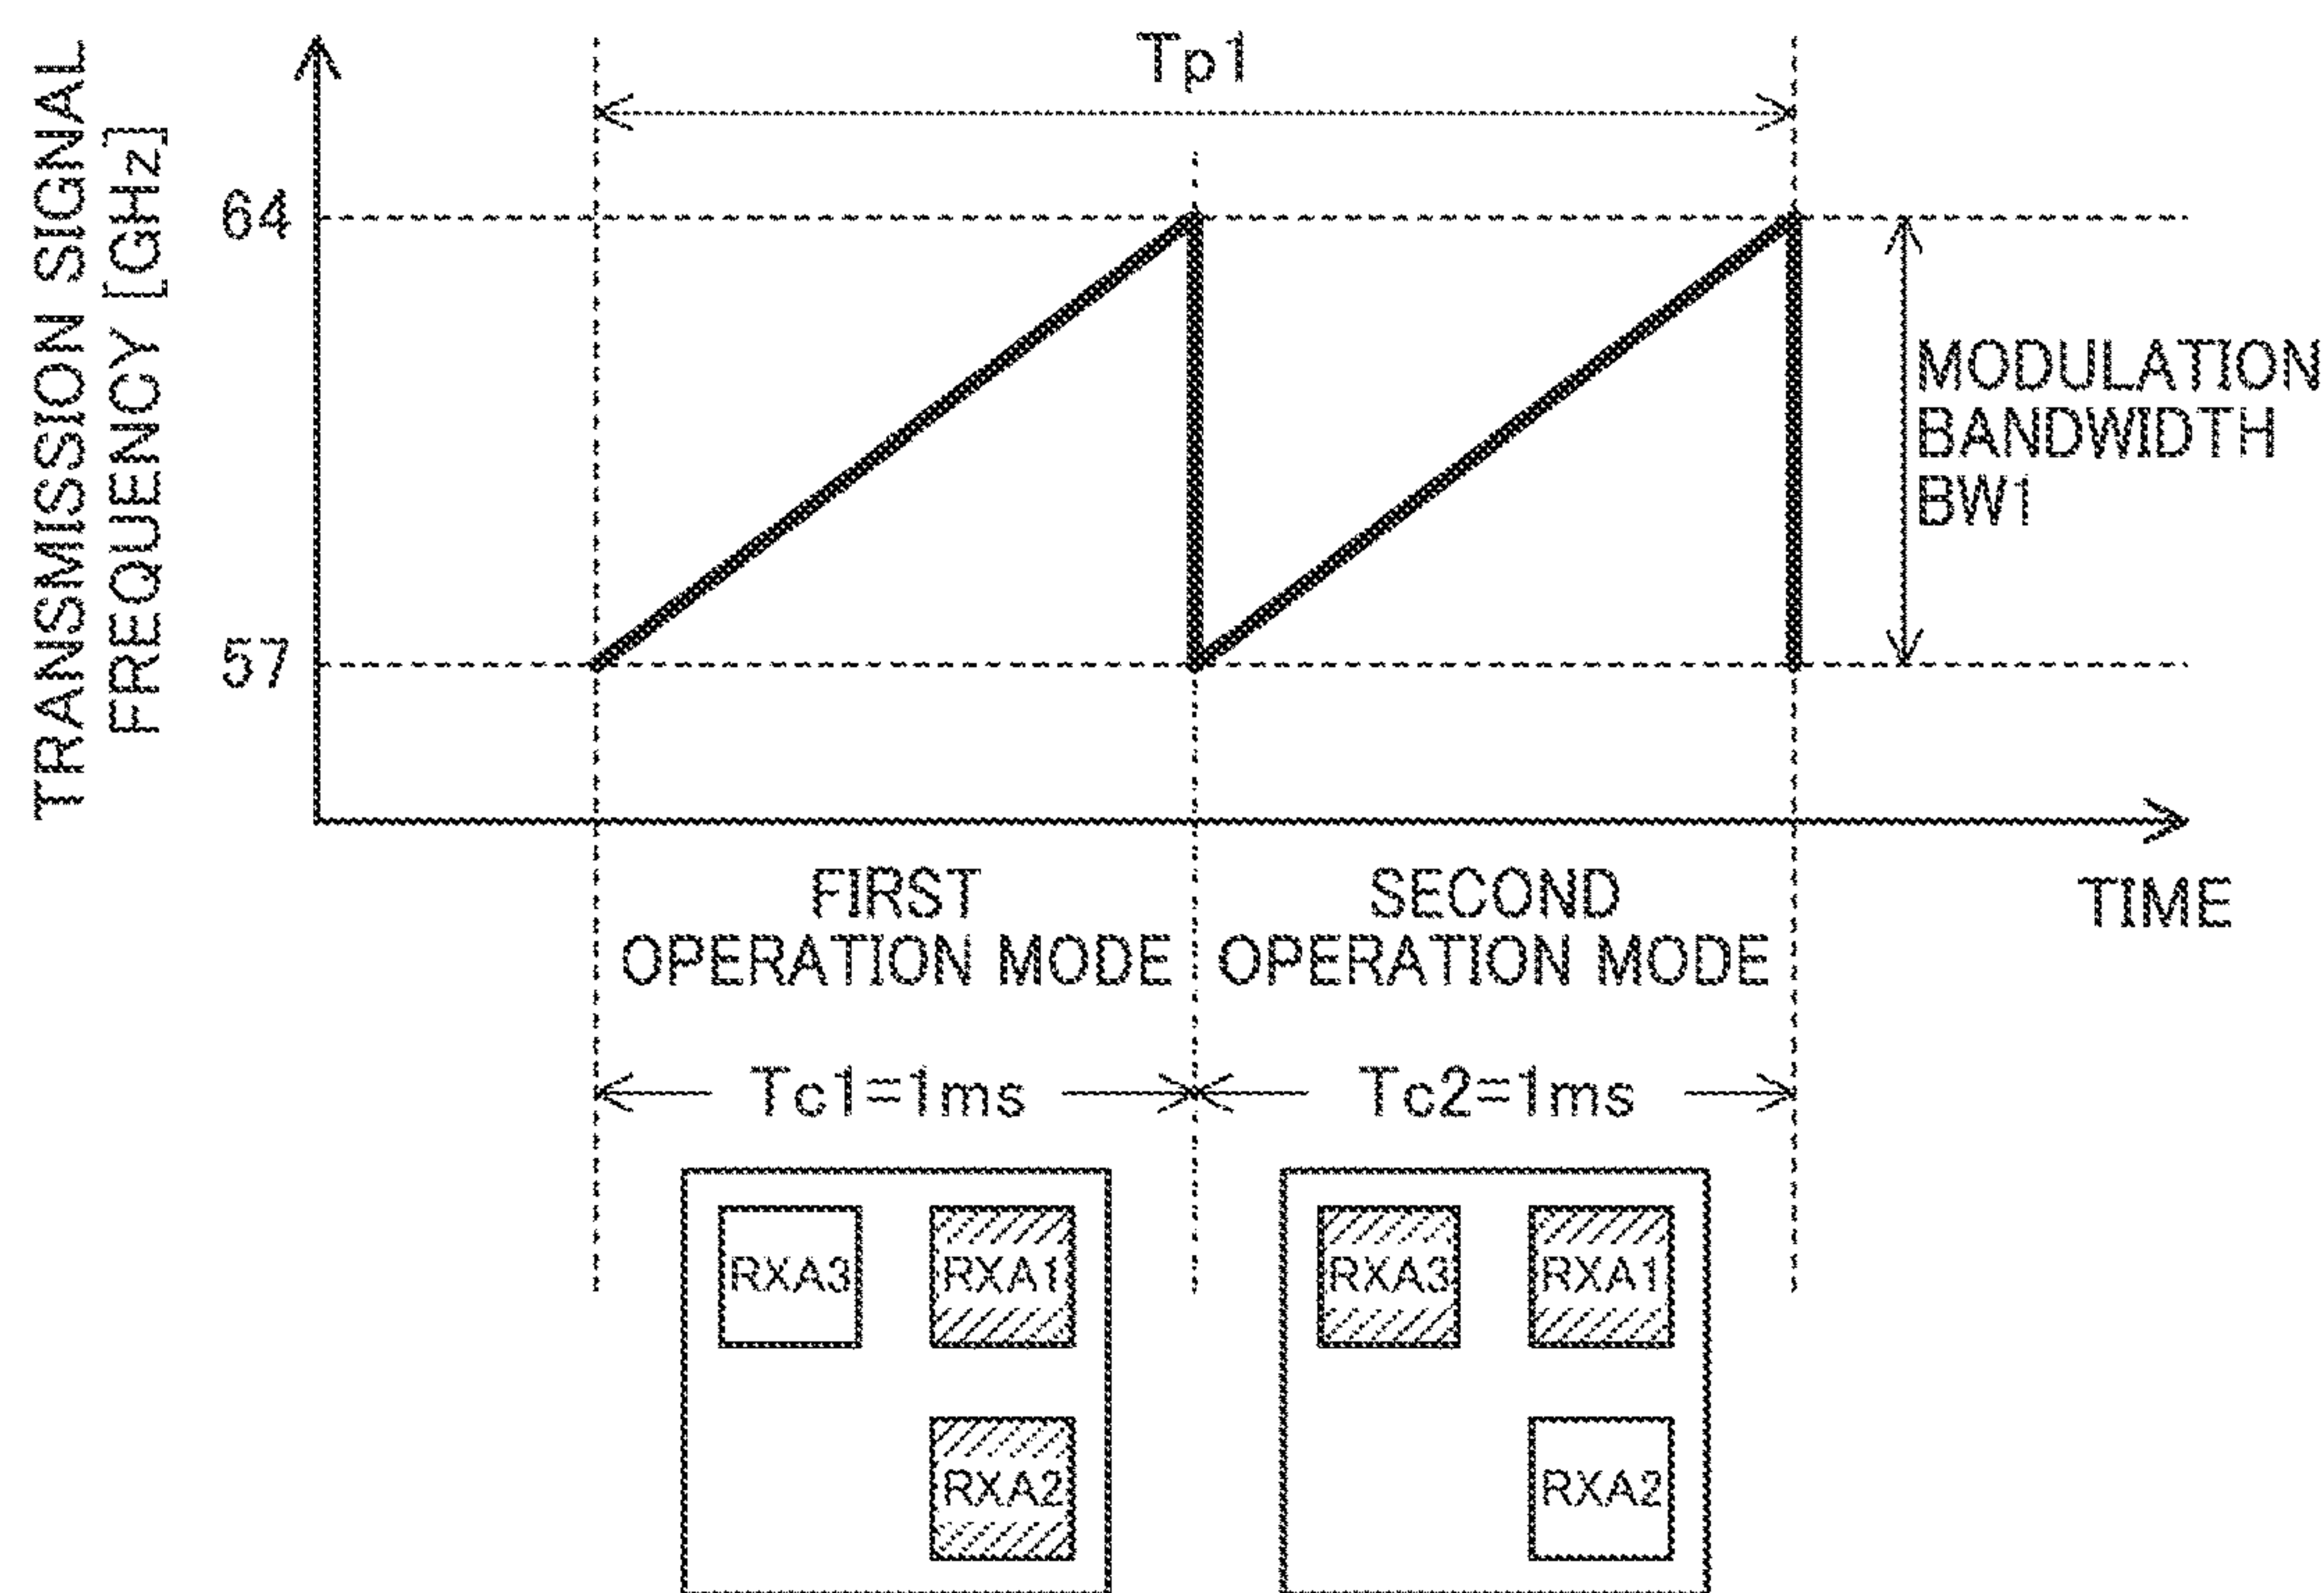 TRANSMISSION SIGNAL
FREQUENCY [GHz]
Tp1
64
57
MODULATION
BANDWIDTH
BW1
TIME
FIRST
OPERATION MODE
SECOND
OPERATION MODE
Tc1=1ms
Tc2=1ms
RXA3
RXA1
RXA2
RXA3
RXA1
RXA2